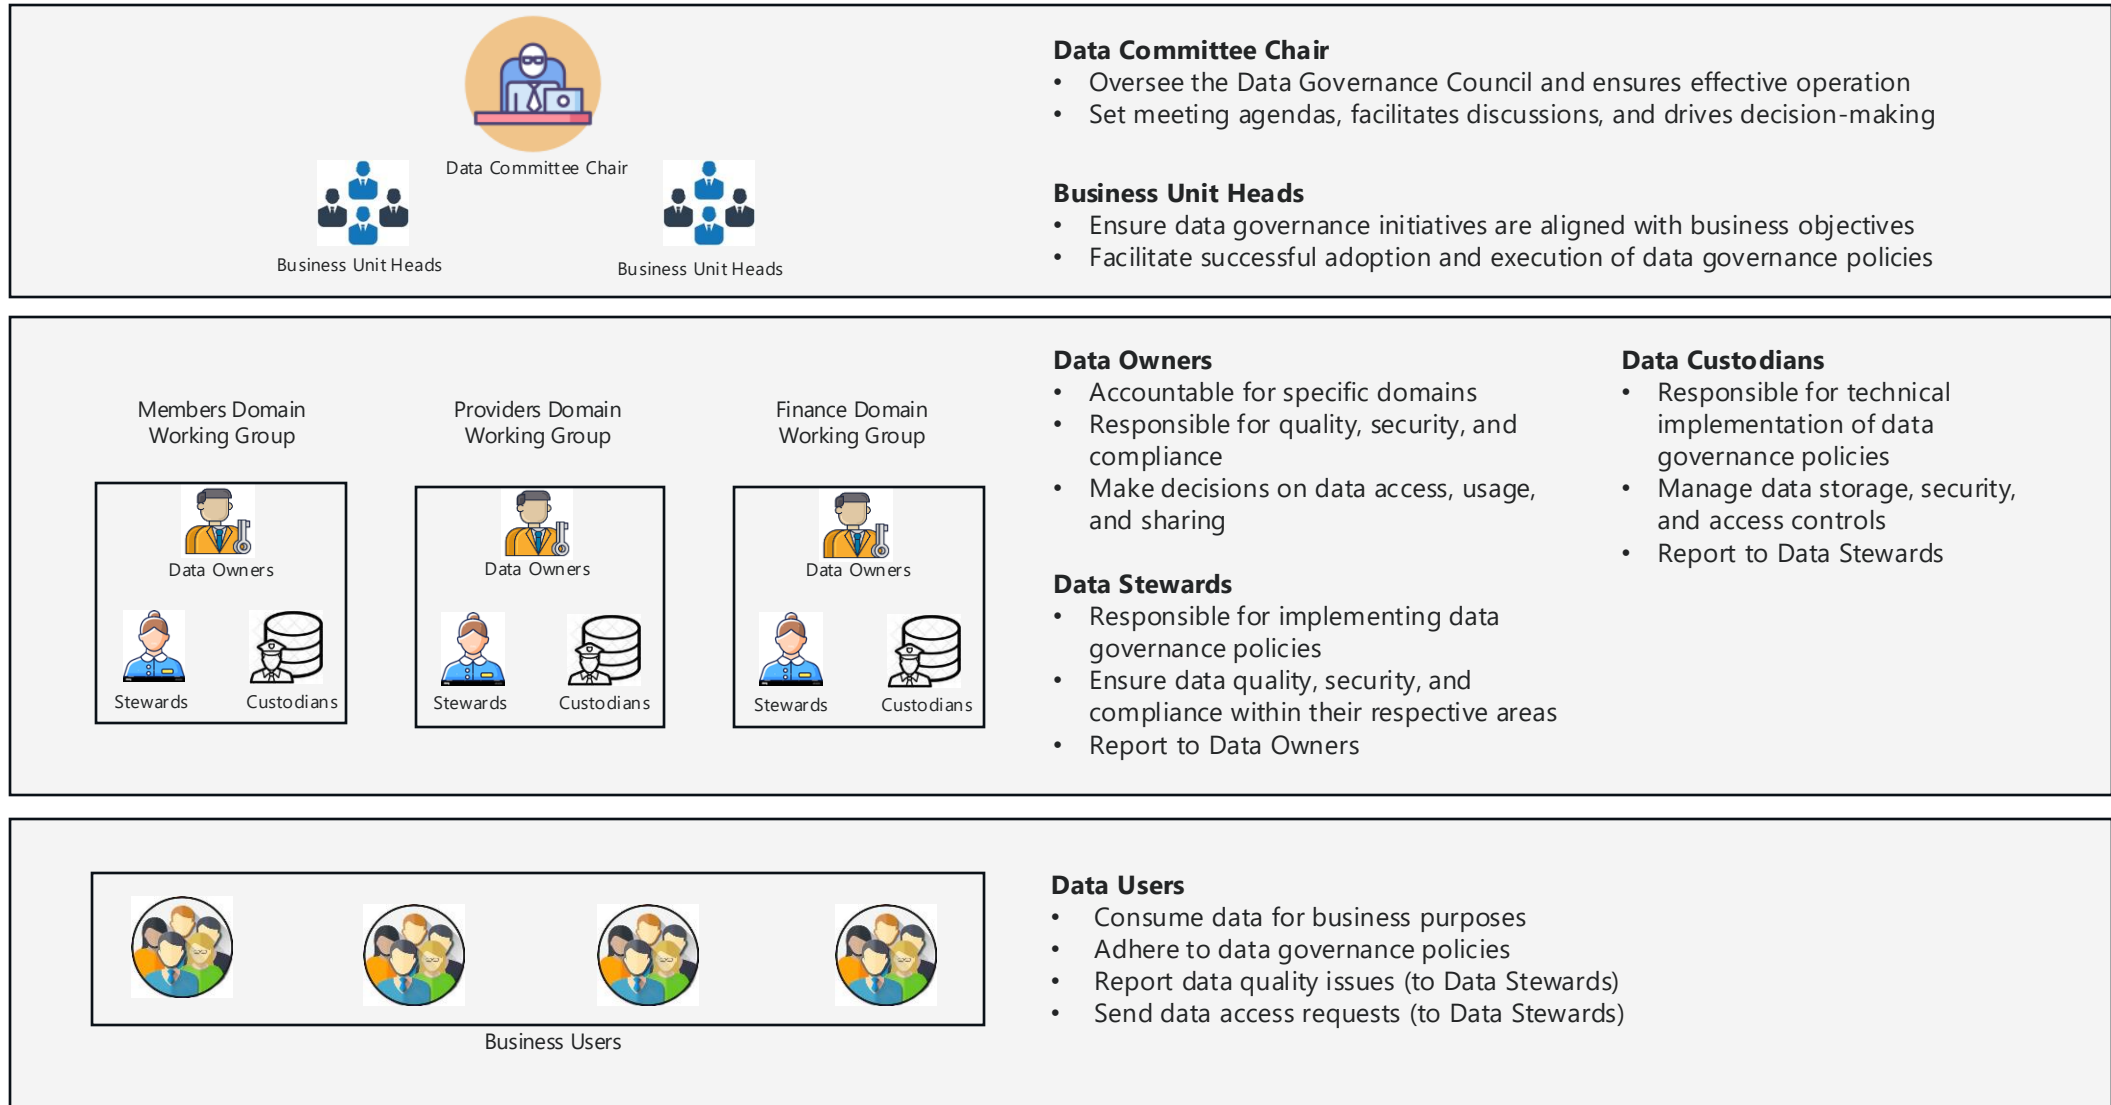 Data Committee Chair
Business Unit Heads
Business Unit Heads
Data Committee Chair
• Oversee the Data Governance Council and ensures effective operation
• Set meeting agendas, facilitates discussions, and drives decision-making
Business Unit Heads
• Ensure data governance initiatives are aligned with business objectives
• Facilitate successful adoption and execution of data governance policies
Members Domain
Working Group
Data Owners
Stewards
Custodians
Providers Domain
Working Group
Data Owners
Stewards
Custodians
Finance Domain
Working Group
Data Owners
Stewards
Custodians
Data Owners
• Accountable for specific domains
• Responsible for quality, security, and
compliance
• Make decisions on data access, usage,
and sharing
Data Stewards
• Responsible for implementing data
governance policies
• Ensure data quality, security, and
compliance within their respective areas
• Report to Data Owners
Data Custodians
• Responsible for technical
implementation of data
governance policies
• Manage data storage, security,
and access controls
• Report to Data Stewards
Business Users
Data Users
• Consume data for business purposes
• Adhere to data governance policies
• Report data quality issues (to Data Stewards)
• Send data access requests (to Data Stewards)